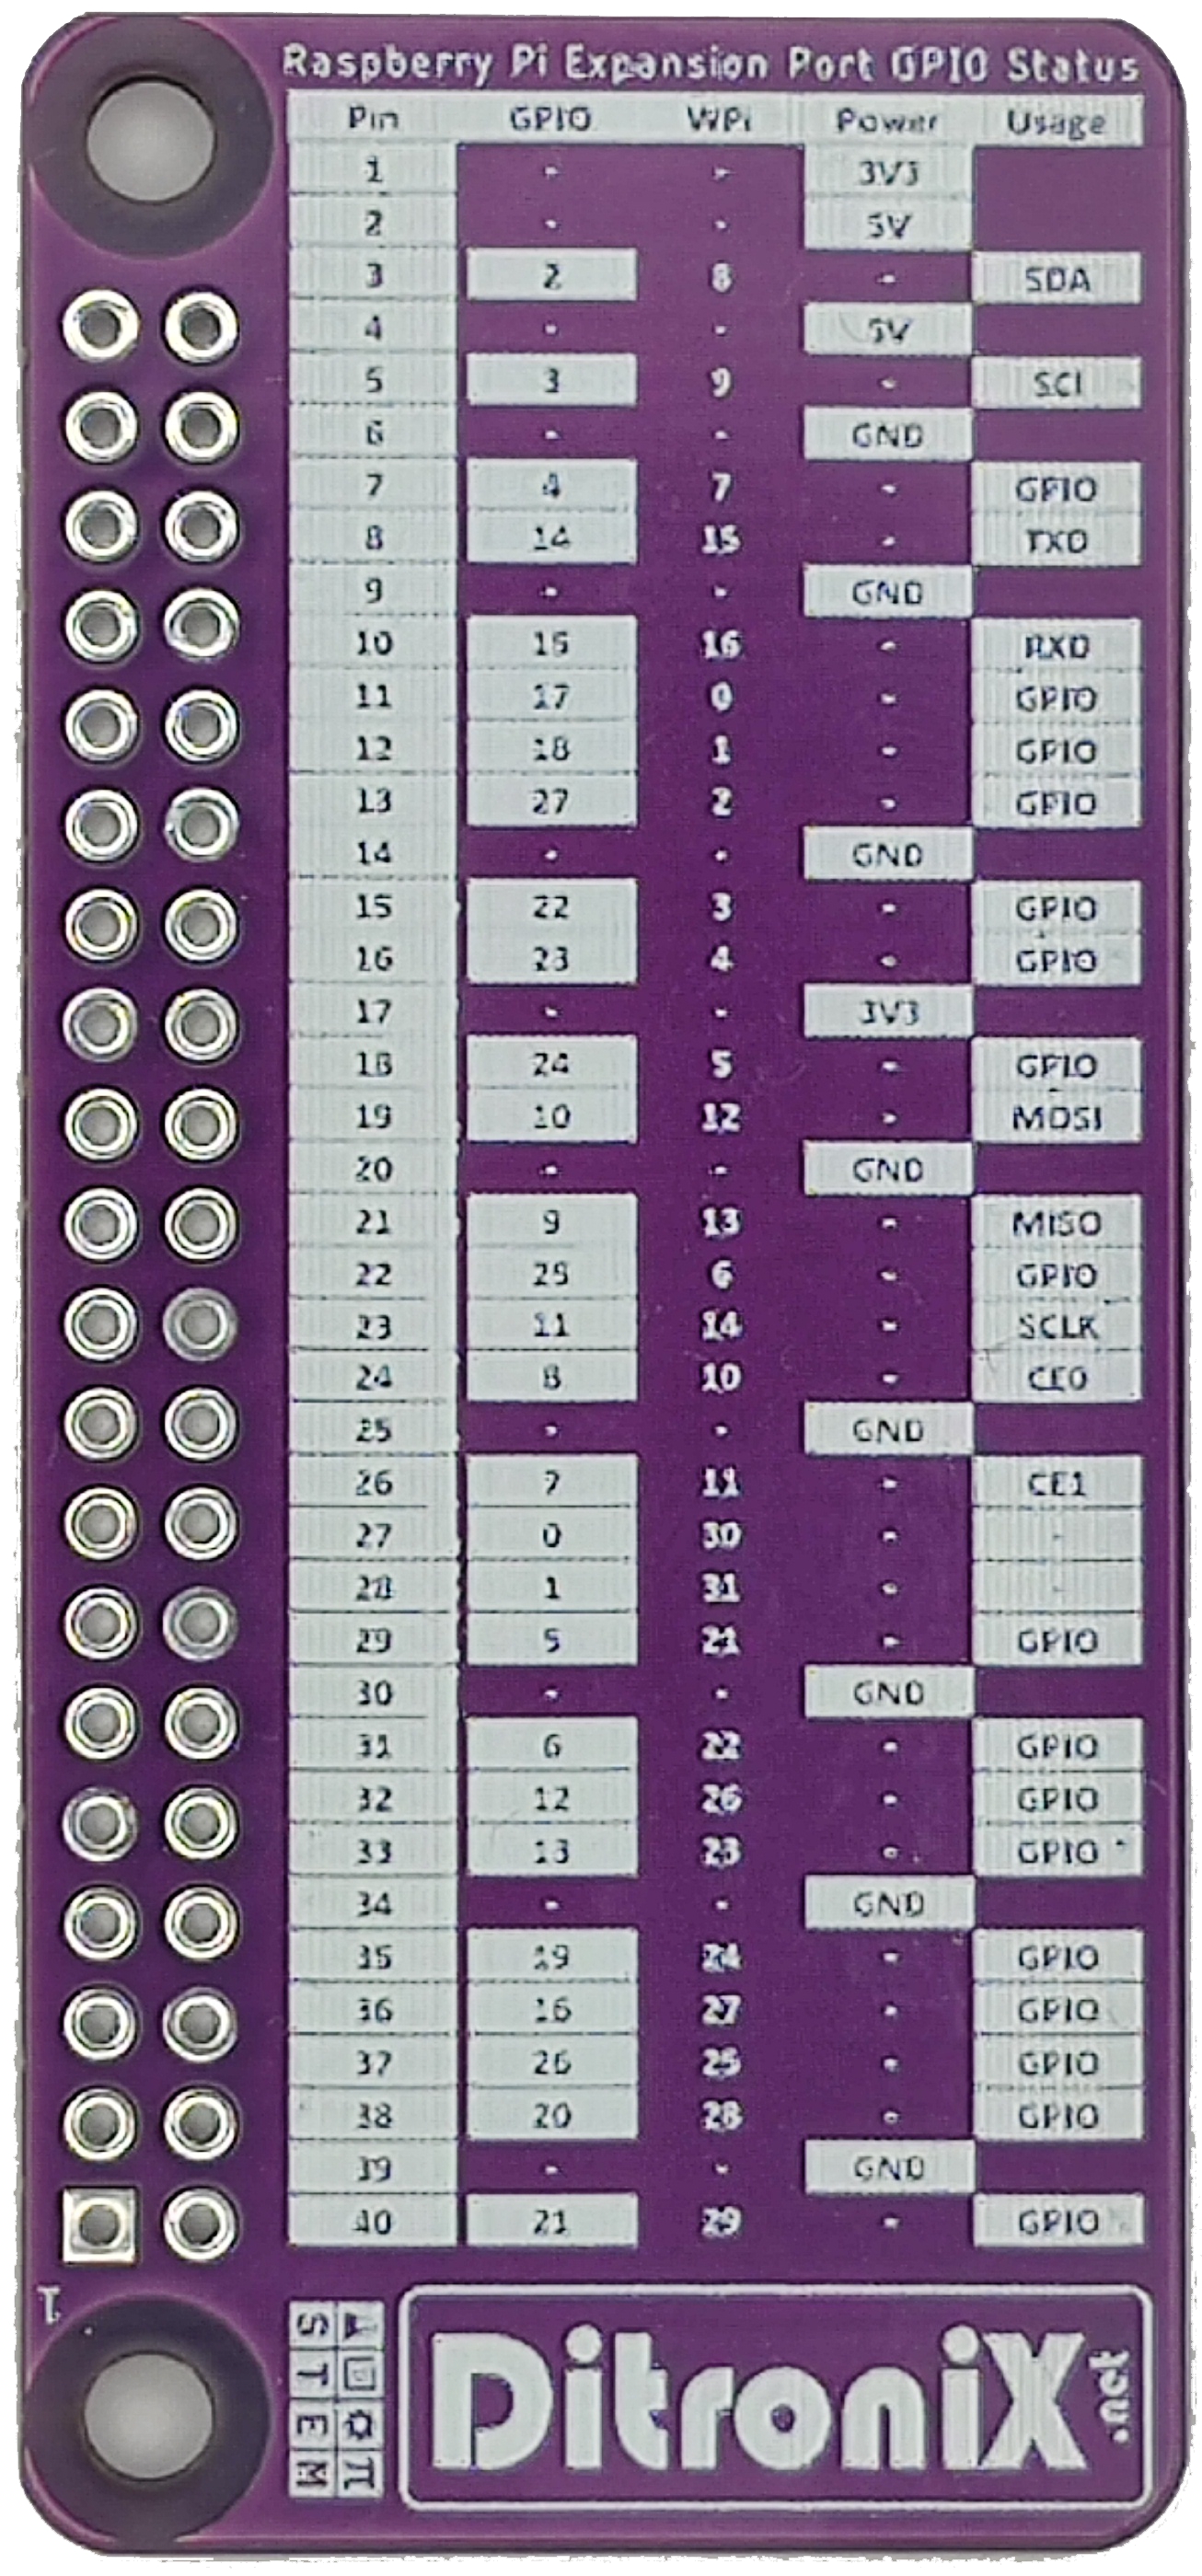 Raspberry Pi Expansion Port GPIO Status
Pin GPIO WPi Power Usage
1 - - 3V3
2 - - 5V
3 2 8 - SDA
4 - - 5V
5 3 9 - SCl
6 - - GND
7 4 7 - GPIO
8 14 15 - TXD
9 - - GND
10 15 16 - RXD
11 17 0 - GPIO
12 18 1 - GPIO
13 27 2 - GPIO
14 - - GND
15 22 3 - GPIO
16 23 4 - GPIO
17 - - 3V3
18 24 5 - GPIO
19 10 12 - MOSI
20 - - GND
21 9 13 - MISO
22 25 6 - GPIO
23 11 14 - SCLK
24 8 10 - CE0
25 - - GND
26 7 11 - CE1
27 0 30 - -
28 1 31 - -
29 5 21 - GPIO
30 - - GND
31 6 22 - GPIO
32 12 26 - GPIO
33 13 23 - GPIO
34 - - GND
35 19 24 - GPIO
36 16 27 - GPIO
37 26 25 - GPIO
38 20 28 - GPIO
39 - - GND
40 21 29 - GPIO
1
STEM
π
DitroniX
.net